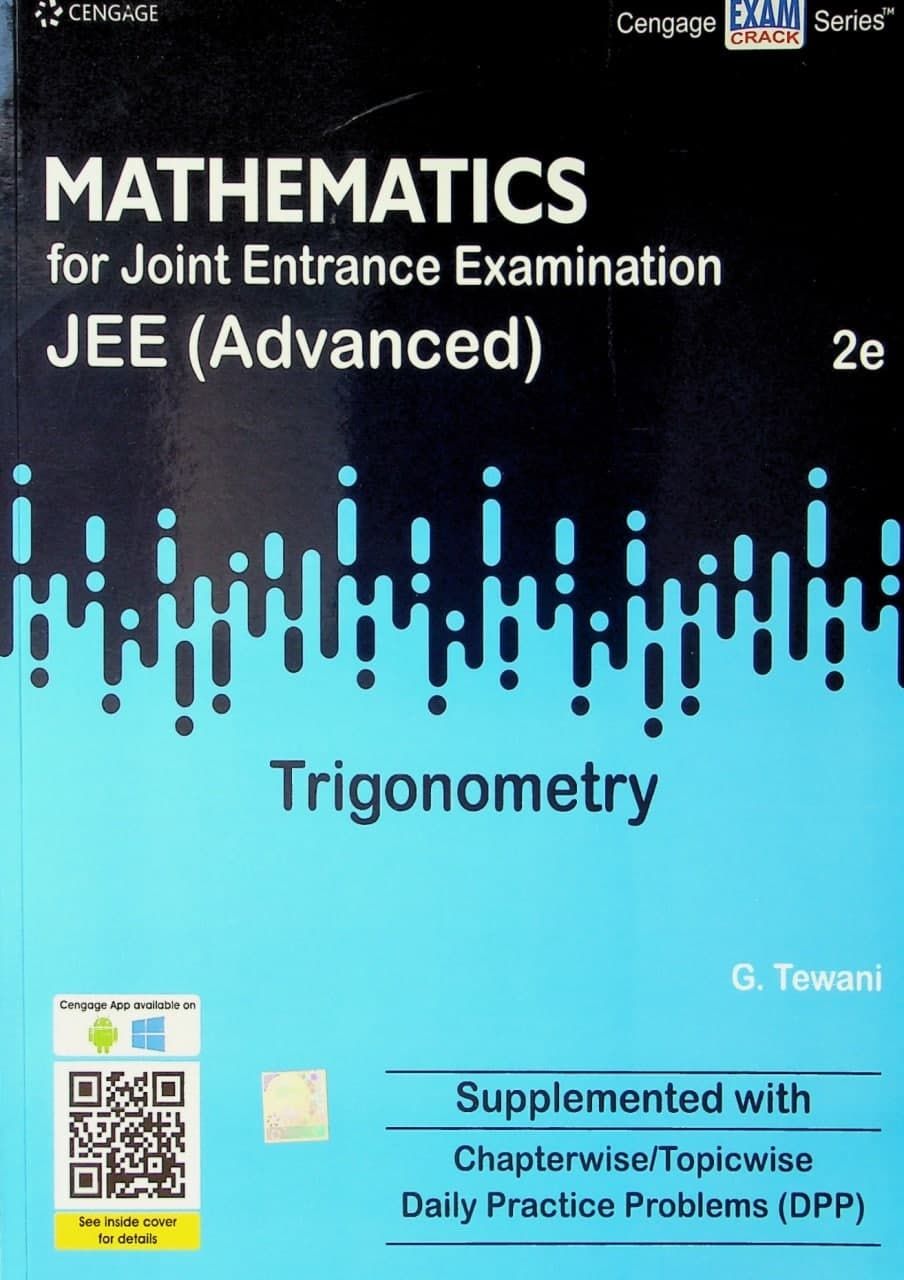 CENGAGE
Cengage EXAM CRACK Series™
MATHEMATICS
for Joint Entrance Examination
JEE (Advanced)
2e
Trigonometry
G. Tewani
Cengage App available on
See inside cover
for details
Supplemented with
Chapterwise/Topicwise
Daily Practice Problems (DPP)